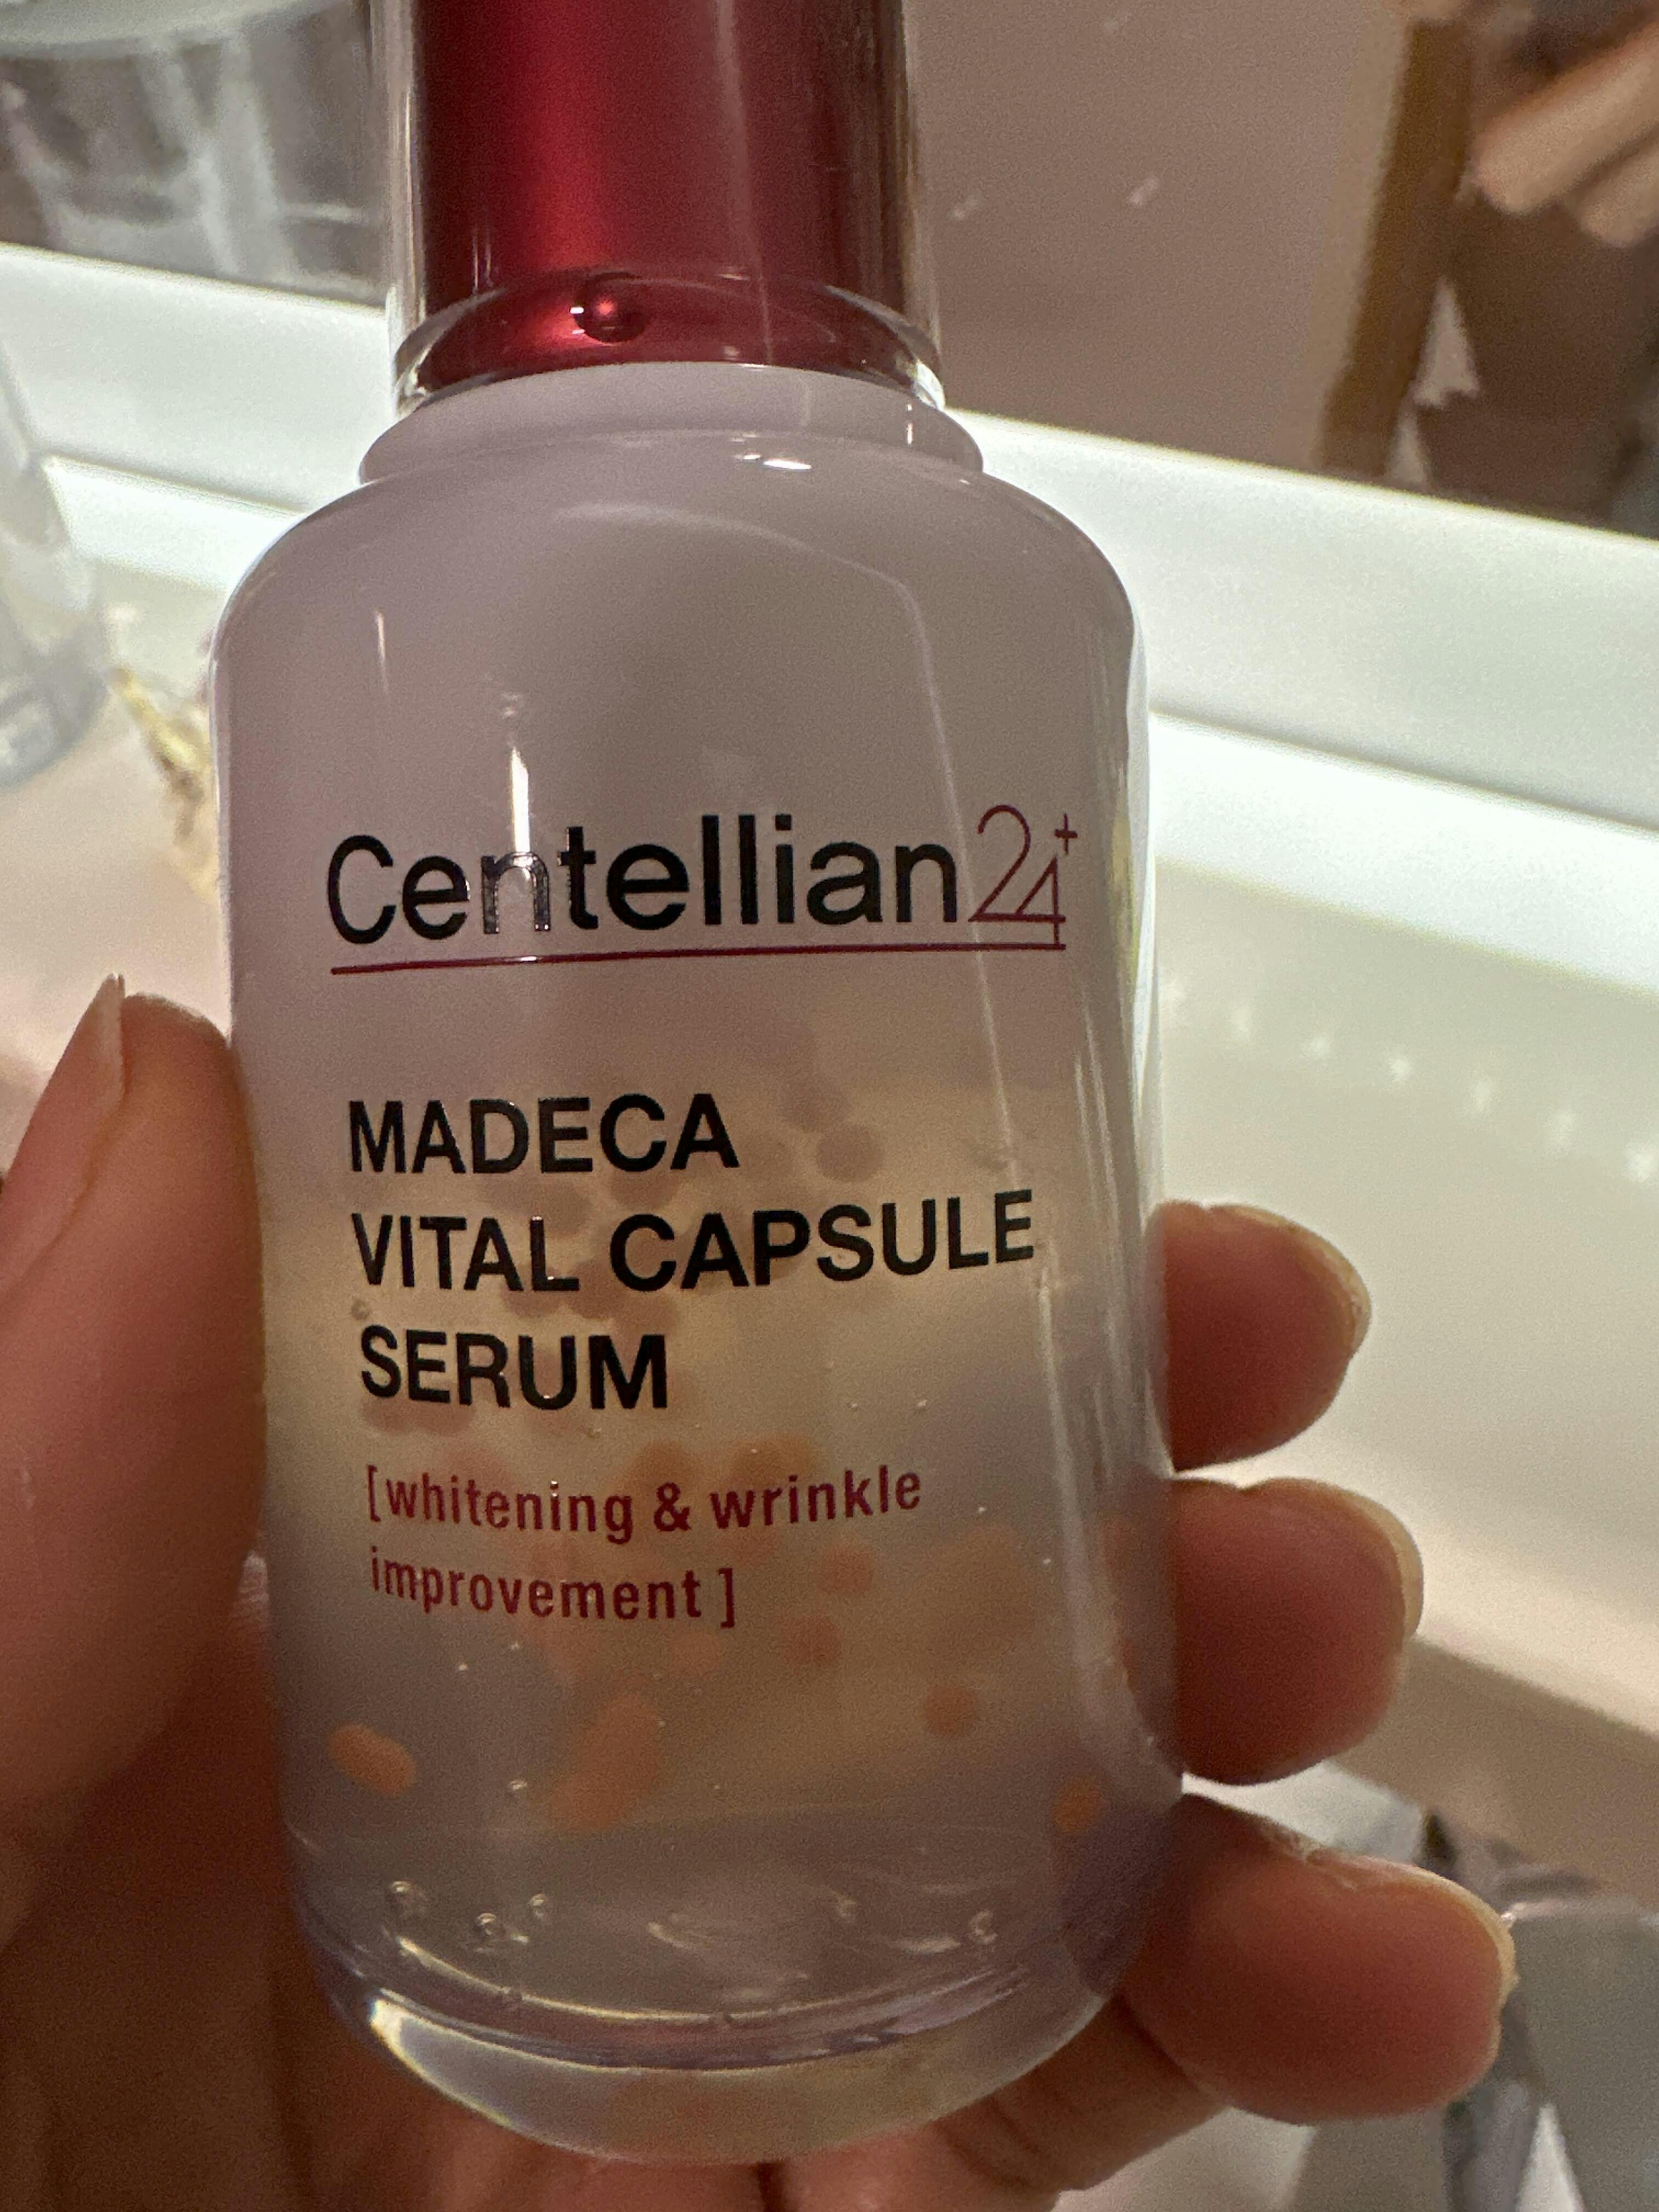 Centellian24+
MADECA
VITAL CAPSULE
SERUM
[whitening & wrinkle
improvement ]